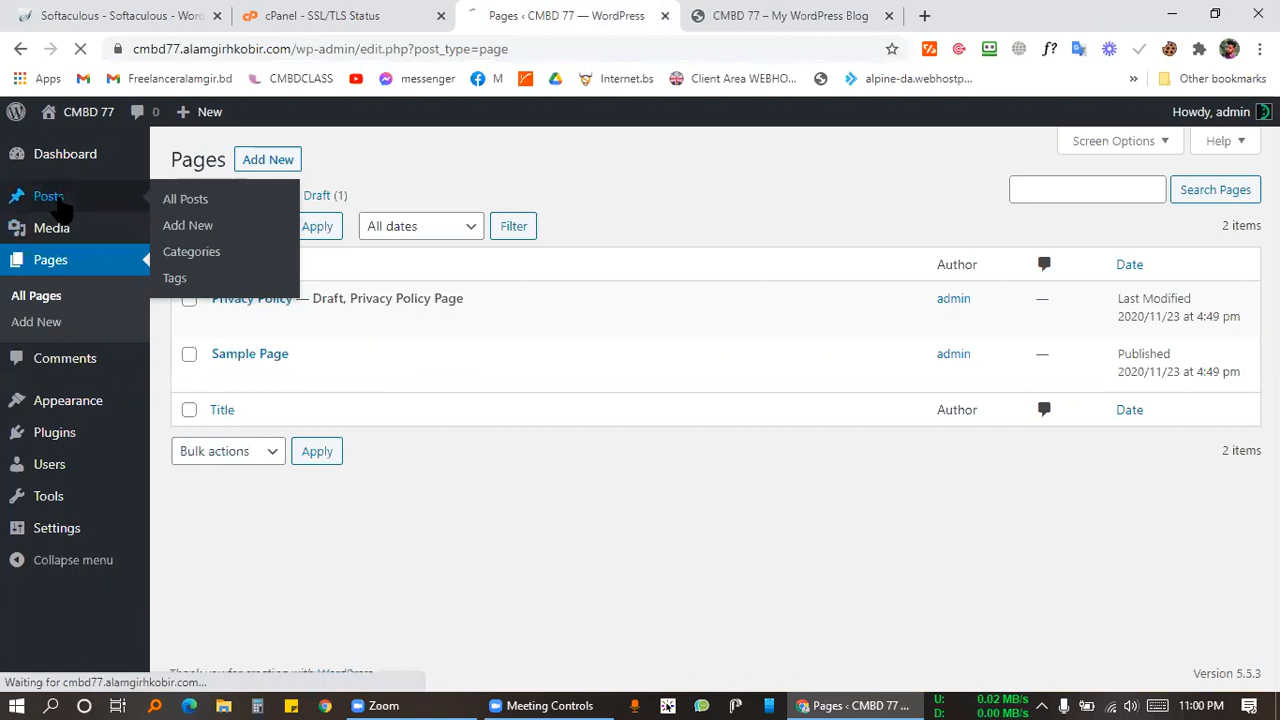 Softaculous - Softaculous - W
cPanel - SSL/TLS Status
Pages ‹ CMBD 77 — WordPress
CMBD 77 – My WordPress Blog
cmbd77.alamgirhkobir.com/wp-admin/edit.php?post_type=page
Apps
Freelanceralamgir.bd
CMBDCLASS
messenger
M
Internet.bs
Client Area WEBHO...
alpine-da.webhostp...
»
Other bookmarks
CMBD 77
0
New
Howdy, admin
Dashboard
Posts
Media
Pages
All Pages
Add New
Comments
Appearance
Plugins
Users
Tools
Settings
Collapse menu
All Posts
Add New
Categories
Tags
Pages
Add New
Screen Options
Help
Draft (1)
Search Pages
Apply
All dates
Filter
2 items
Author
Date
Privacy Policy — Draft, Privacy Policy Page
admin
—
Last Modified
2020/11/23 at 4:49 pm
Sample Page
admin
—
Published
2020/11/23 at 4:49 pm
Title
Author
Date
Bulk actions
Apply
2 items
Version 5.5.3
Waiting for cmbd77.alamgirhkobir.com...
Zoom
Meeting Controls
Pages ‹ CMBD 77 ...
U: 0.02 MB/s
D: 0.00 MB/s
11:00 PM